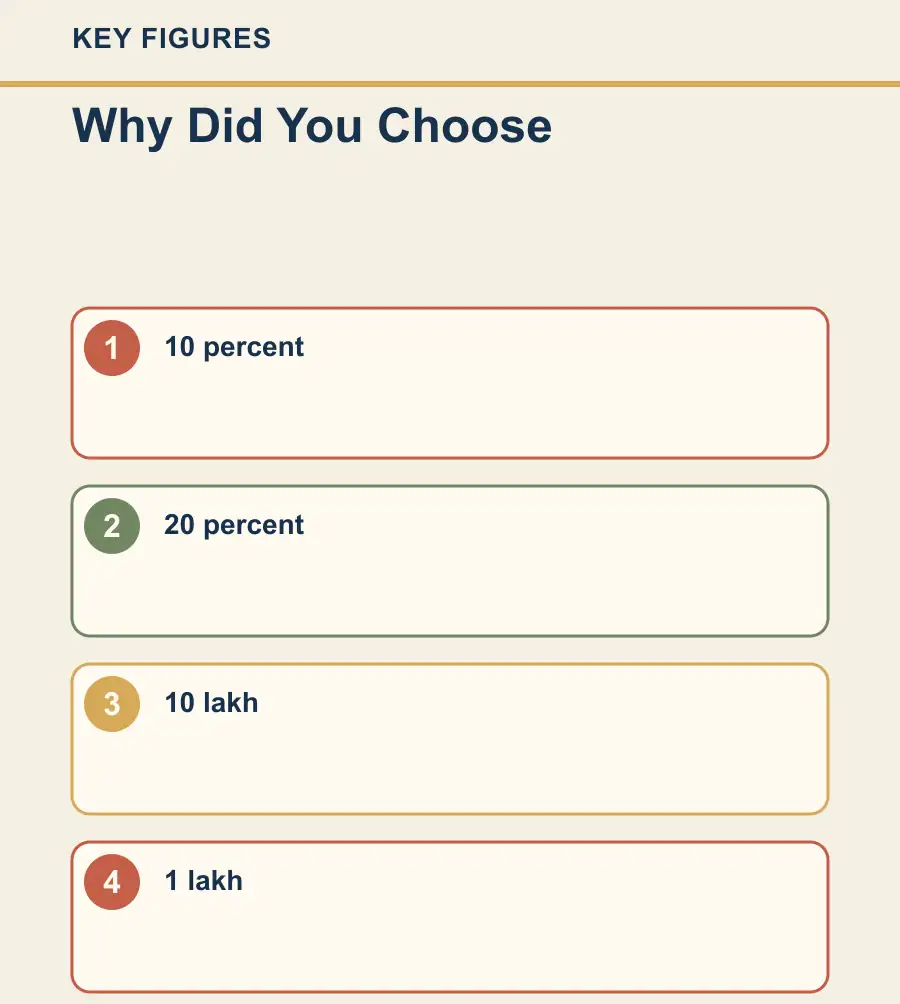 KEY FIGURES
Why Did You Choose
1 10 percent
2 20 percent
3 10 lakh
4 1 lakh